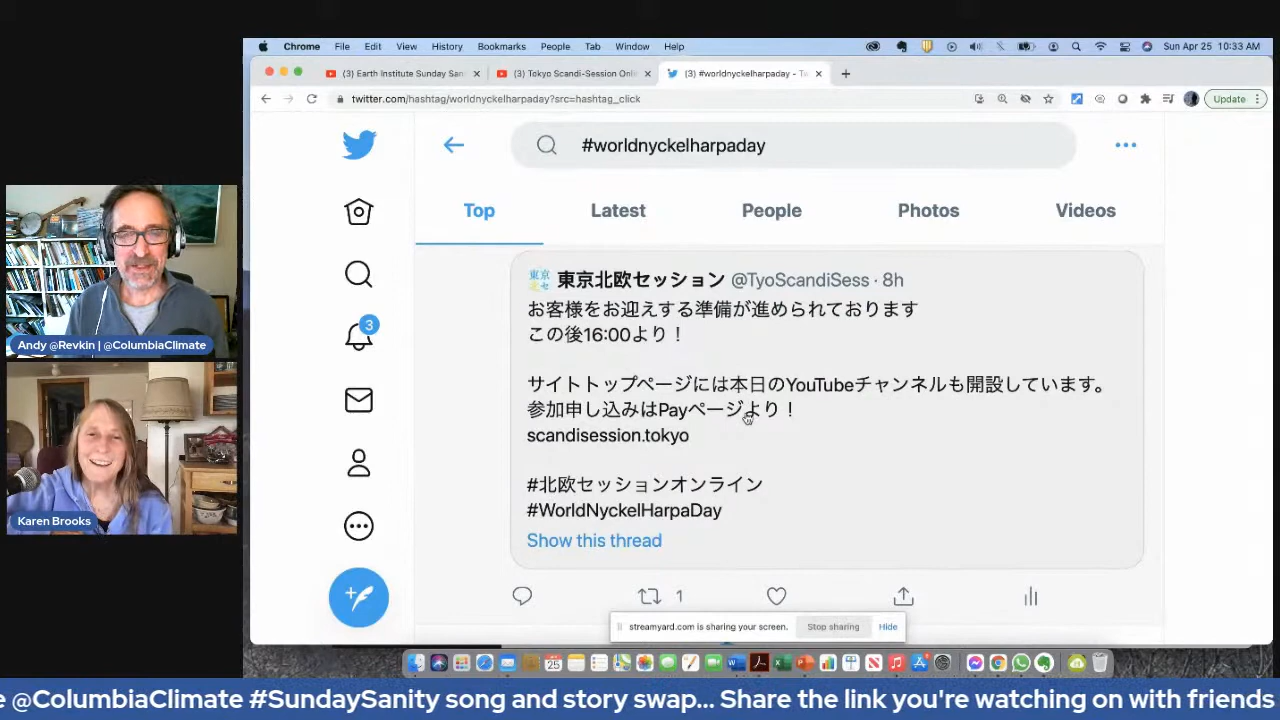 Chrome File Edit View History Bookmarks People Tab Window Help
Sun Apr 25 10:33 AM
(3) Earth Institute Sunday San
(3) Tokyo Scandi-Session Onli
(3) #worldnyckelharpaday - Tw
twitter.com/hashtag/worldnyckelharpaday?src=hashtag_click
Update
#worldnyckelharpaday
Top Latest People Photos Videos
3
東京北欧セッション @TyoScandiSess · 8h
お客様をお迎えする準備が進められております
この後16:00より！
サイトトップページには本日のYouTubeチャンネルも開設しています。
参加申し込みはPayページより！
scandisession.tokyo
#北欧セッションオンライン
#WorldNyckelHarpaDay
Show this thread
1
streamyard.com is sharing your screen. Stop sharing Hide
Andy @Revkin | @ColumbiaClimate
Karen Brooks
e @ColumbiaClimate #SundaySanity song and story swap... Share the link you're watching on with friends